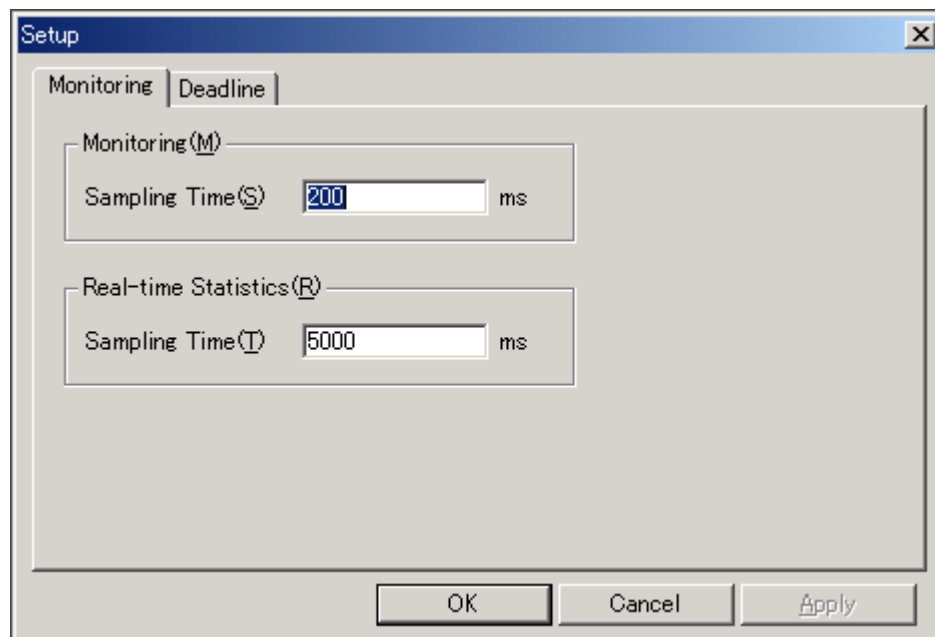 Setup
Monitoring Deadline
Monitoring(M)
Sampling Time(S) 200 ms
Real-time Statistics(R)
Sampling Time(T) 5000 ms
OK Cancel Apply